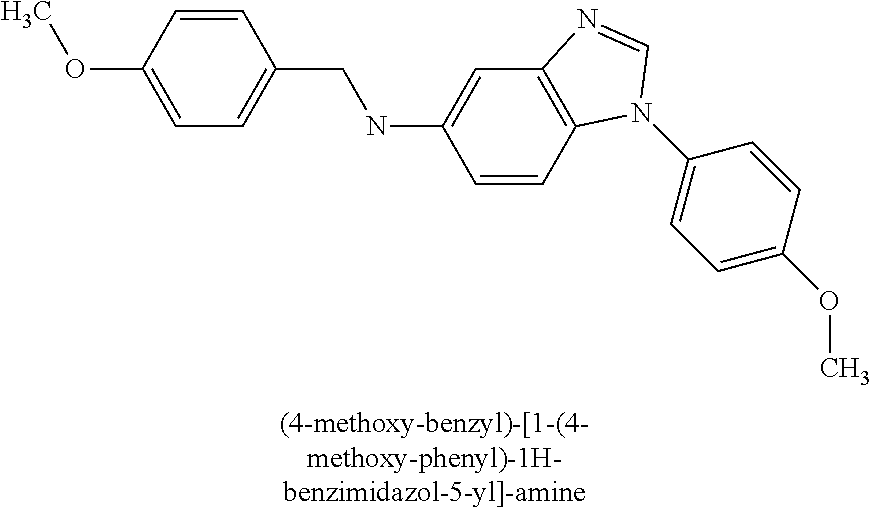 H3C
O
N
N
N
O
CH3
(4-methoxy-benzyl)-[1-(4-
methoxy-phenyl)-1H-
benzimidazol-5-yl]-amine